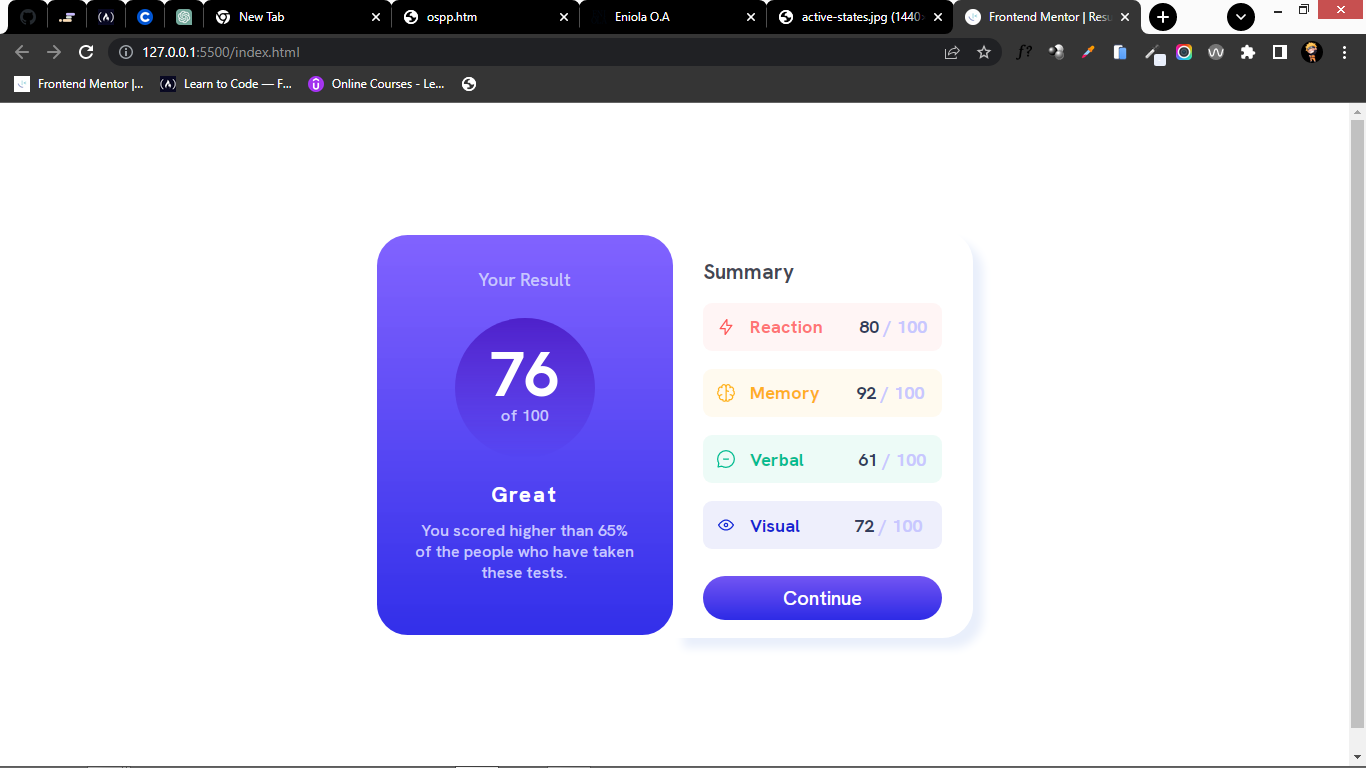 New Tab
ospp.htm
Eniola O.A
active-states.jpg (1440
Frontend Mentor | Resu
127.0.0.1:5500/index.html
f?
Frontend Mentor |...
Learn to Code — F...
Online Courses - Le...
Your Result
76
of 100
Great
You scored higher than 65%
of the people who have taken
these tests.
Summary
Reaction 80 / 100
Memory 92 / 100
Verbal 61 / 100
Visual 72 / 100
Continue